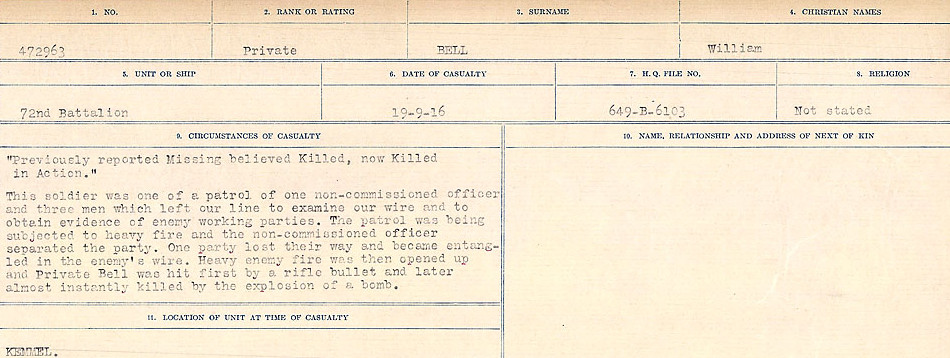 1. NO. 2. RANK OR RATING 3. SURNAME 4. CHRISTIAN NAMES
472963 Private BELL William
5. UNIT OR SHIP 6. DATE OF CASUALTY 7. H. Q. FILE NO. 8. RELIGION
72nd Battalion 19-9-16 649-B-6103 Not stated
9. CIRCUMSTANCES OF CASUALTY
"Previously reported Missing believed Killed, now Killed
in Action."
This soldier was one of a patrol of one non-commissioned officer
and three men which left our line to examine our wire and to
obtain evidence of enemy working parties. The patrol was being
subjected to heavy fire and the non-commissioned officer
separated the party. One party lost their way and became entang-
led in the enemy's wire. Heavy enemy fire was then opened up
and Private Bell was hit first by a rifle bullet and later
almost instantly killed by the explosion of a bomb.
11. LOCATION OF UNIT AT TIME OF CASUALTY
KEMMEL.
10. NAME, RELATIONSHIP AND ADDRESS OF NEXT OF KIN